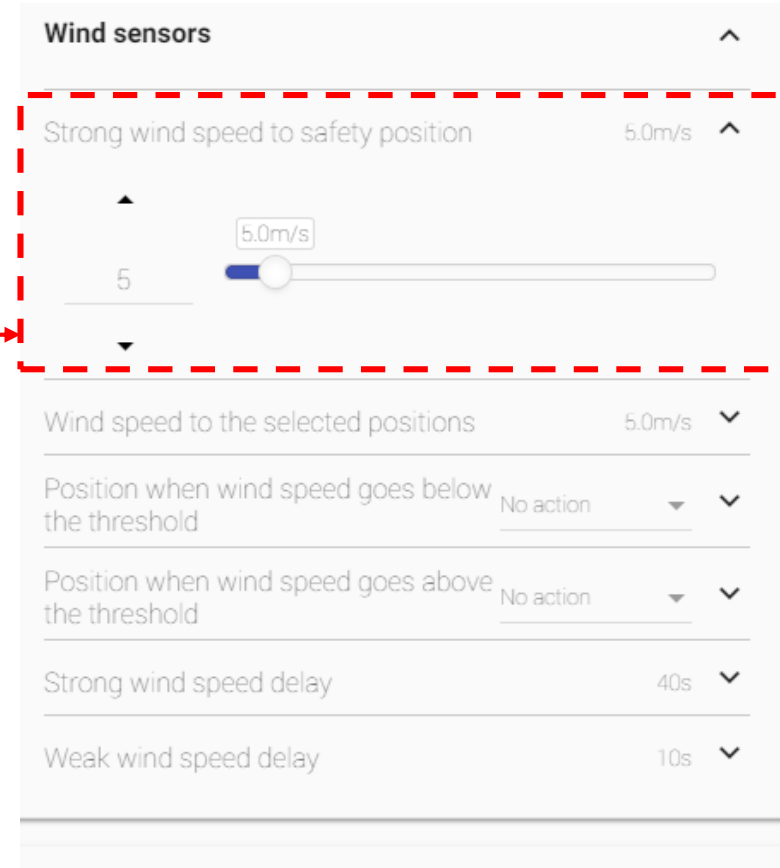 Wind sensors
Strong wind speed to safety position 5.0m/s
5.0m/s
5
Wind speed to the selected positions 5.0m/s
Position when wind speed goes below
the threshold No action
Position when wind speed goes above
the threshold No action
Strong wind speed delay 40s
Weak wind speed delay 10s